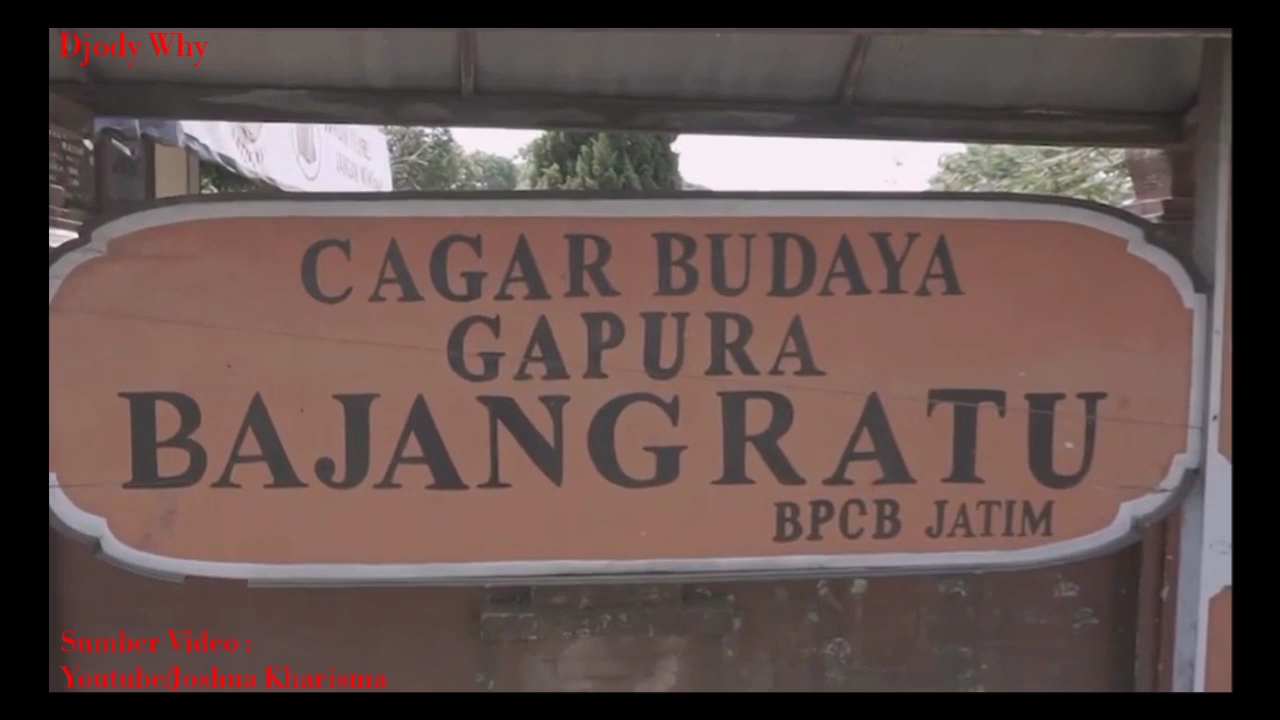 Djody Why
CAGAR BUDAYA
GAPURA
BAJANGRATU
BPCB JATIM
Sumber Video :
Youtube/Joshua Kharisma